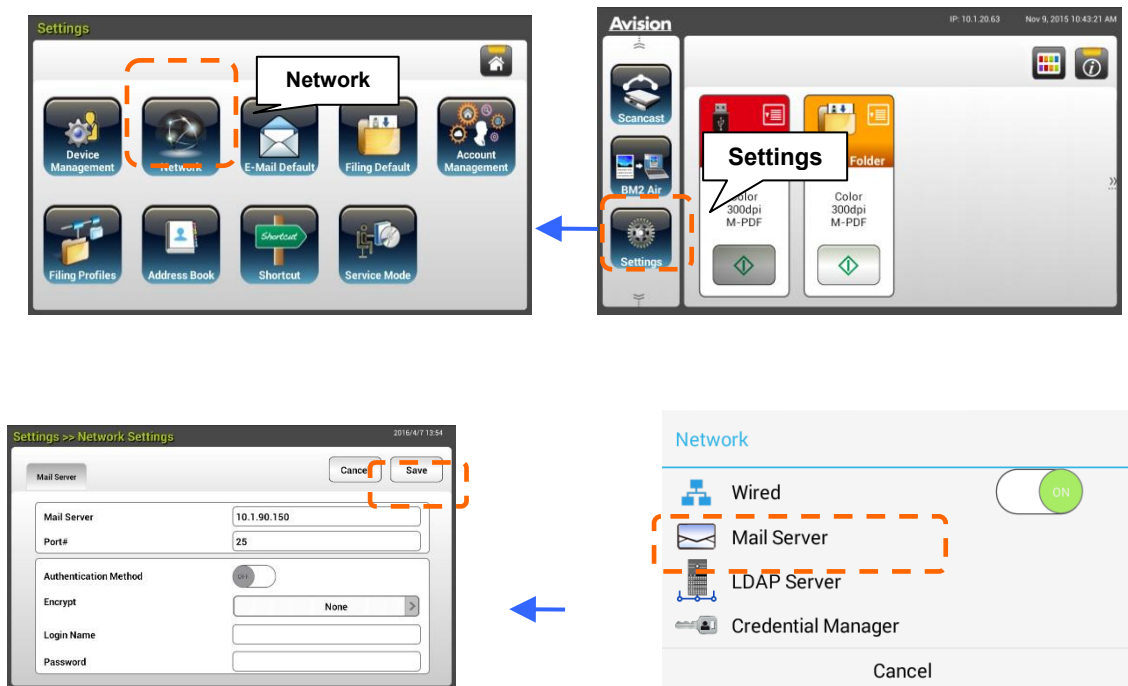 Settings
Network
Device
Management
Network
E-Mail Default
Filing Default
Account
Management
Filing Profiles
Address Book
Shortcut
Shortcut
Service Mode
Avision
IP: 10.1.20.63
Nov 9, 2015 10:43:21 AM
Scancast
BM2 Air
Settings
Settings
Folder
Color
300dpi
M-PDF
Color
300dpi
M-PDF
Settings >> Network Settings
2016/4/7 13:54
Mail Server
Cancel
Save
Mail Server
10.1.90.150
Port#
25
Authentication Method
OFF
Encrypt
None
Login Name
Password
Network
Wired
ON
Mail Server
LDAP Server
Credential Manager
Cancel